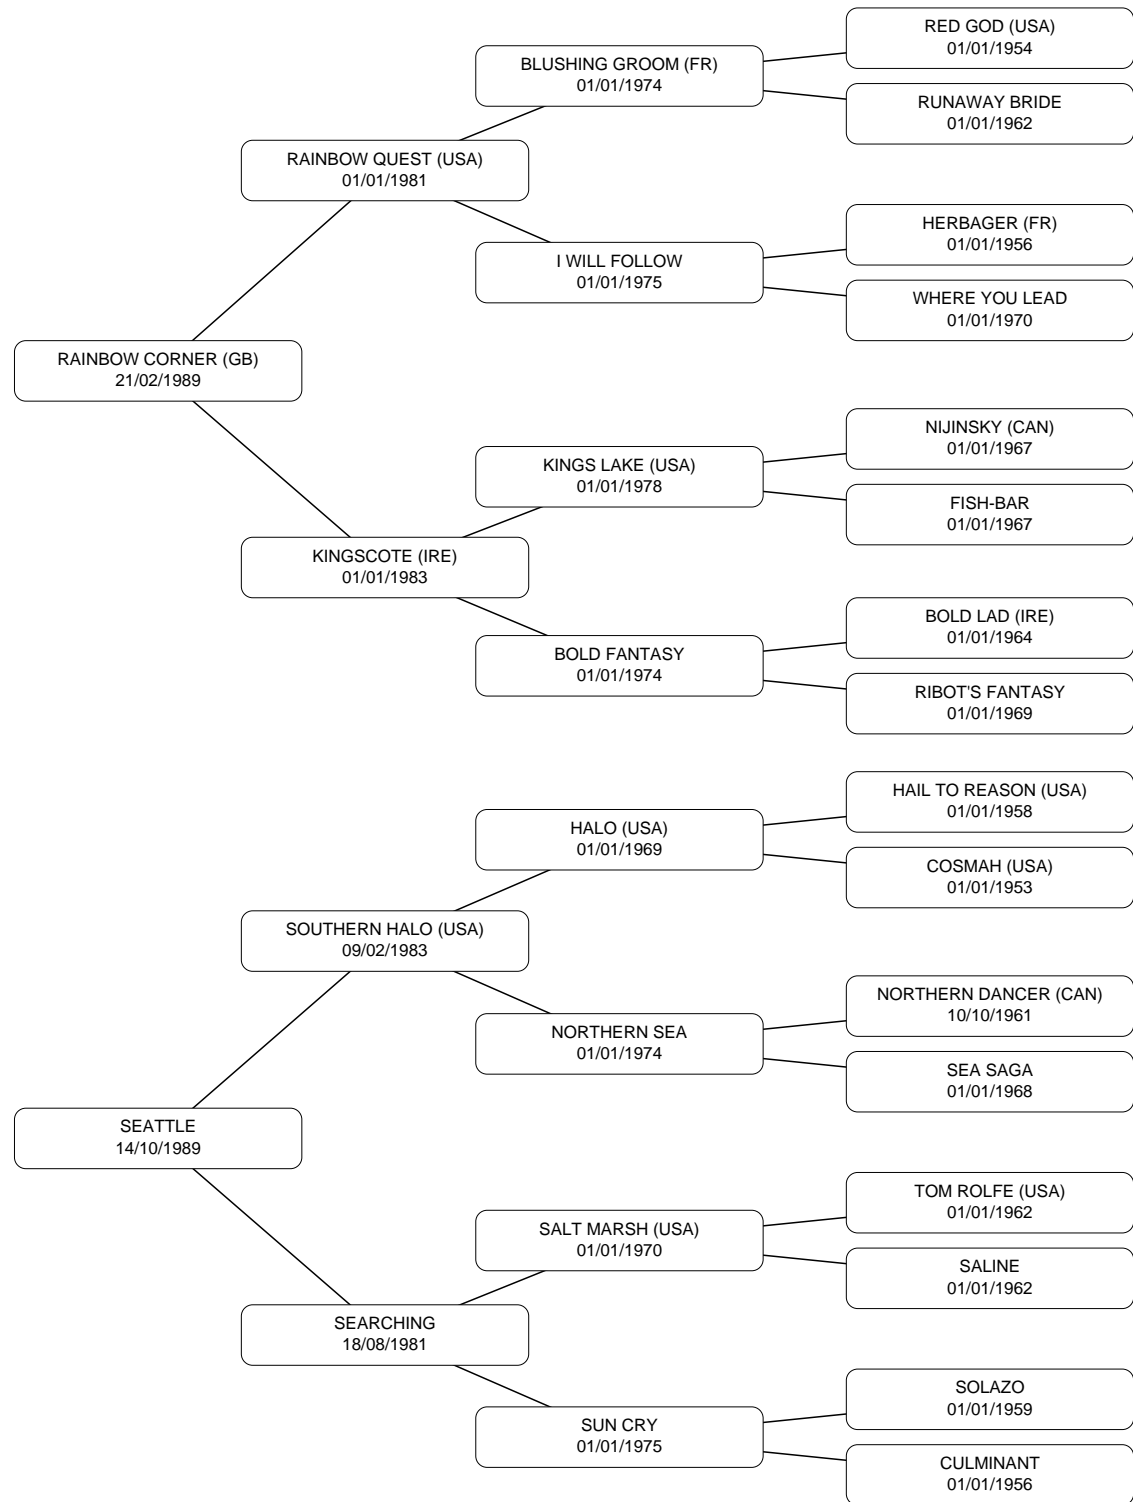 RED GOD (USA)
01/01/1954
BLUSHING GROOM (FR)
01/01/1974
RUNAWAY BRIDE
01/01/1962
RAINBOW QUEST (USA)
01/01/1981
HERBAGER (FR)
01/01/1956
I WILL FOLLOW
01/01/1975
WHERE YOU LEAD
01/01/1970
RAINBOW CORNER (GB)
21/02/1989
NIJINSKY (CAN)
01/01/1967
KINGS LAKE (USA)
01/01/1978
FISH-BAR
01/01/1967
KINGSCOTE (IRE)
01/01/1983
BOLD LAD (IRE)
01/01/1964
BOLD FANTASY
01/01/1974
RIBOT'S FANTASY
01/01/1969
HAIL TO REASON (USA)
01/01/1958
HALO (USA)
01/01/1969
COSMAH (USA)
01/01/1953
SOUTHERN HALO (USA)
09/02/1983
NORTHERN DANCER (CAN)
10/10/1961
NORTHERN SEA
01/01/1974
SEA SAGA
01/01/1968
SEATTLE
14/10/1989
TOM ROLFE (USA)
01/01/1962
SALT MARSH (USA)
01/01/1970
SALINE
01/01/1962
SEARCHING
18/08/1981
SOLAZO
01/01/1959
SUN CRY
01/01/1975
CULMINANT
01/01/1956